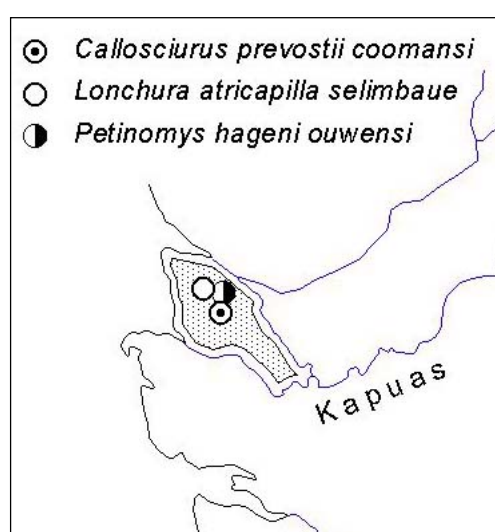 Callosciurus prevostii coomansi
Lonchura atricapilla selimbaue
Petinomys hageni ouwensi
Kapuas